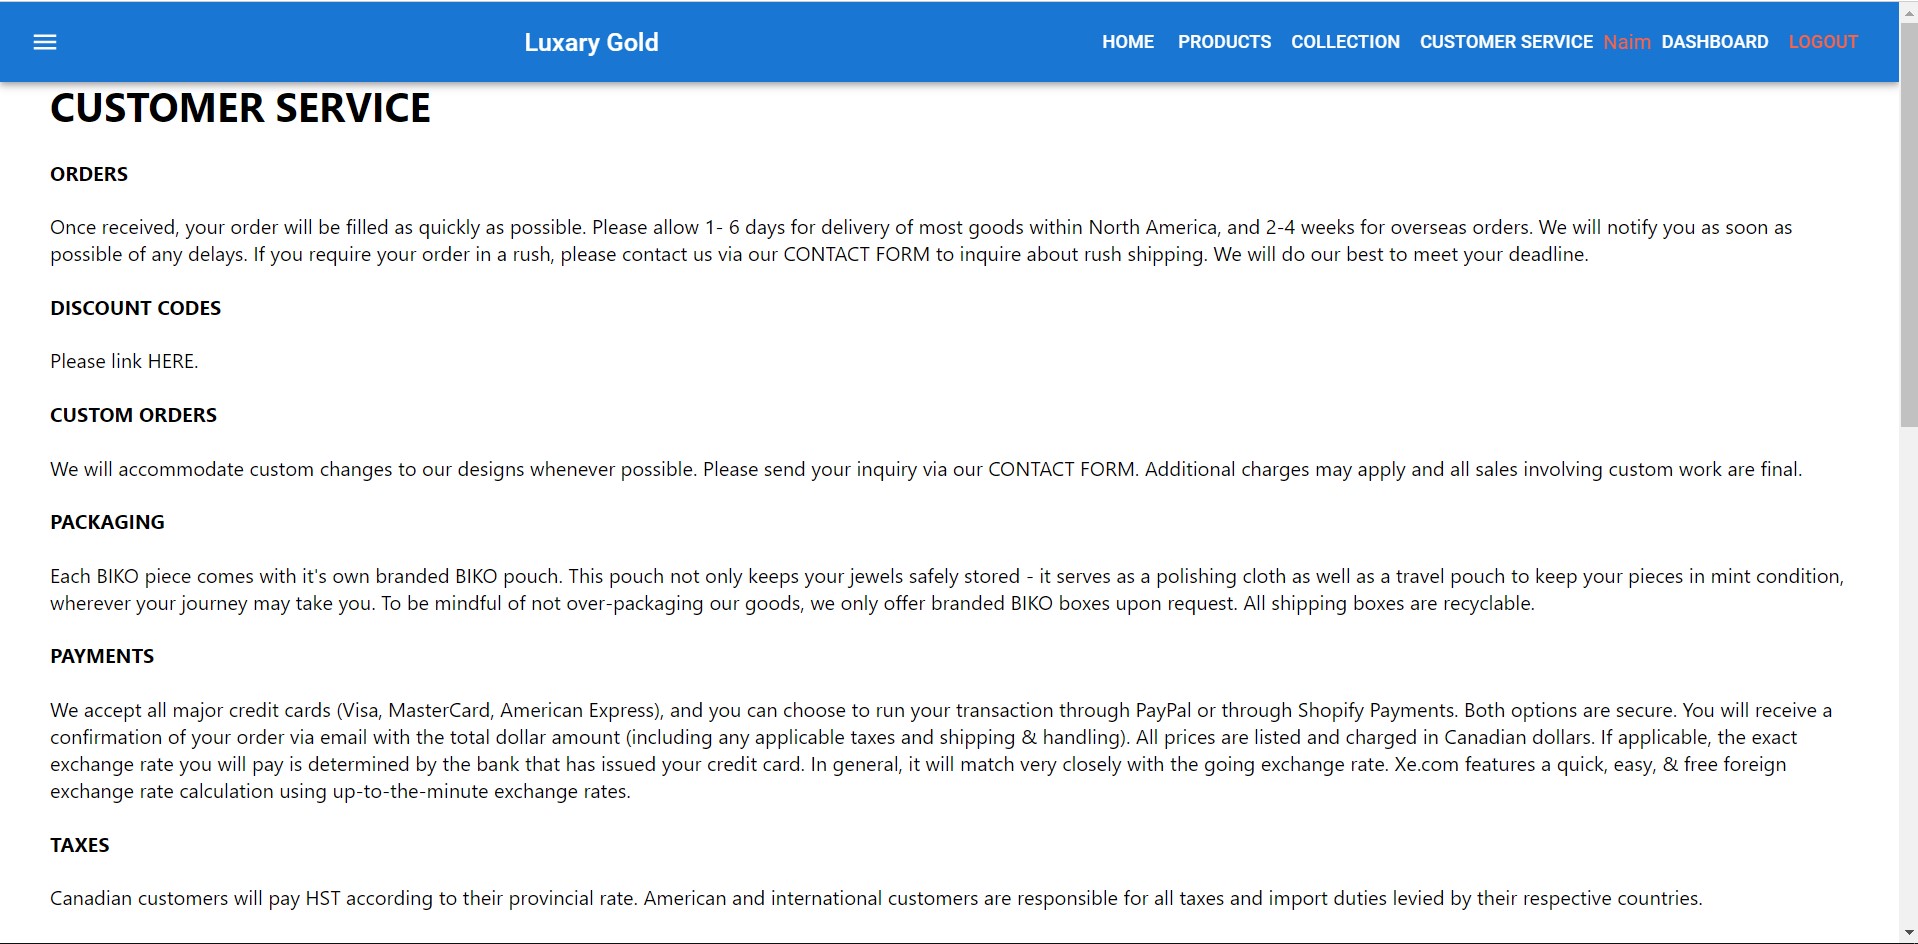 Luxary Gold
HOME PRODUCTS COLLECTION CUSTOMER SERVICE Naim DASHBOARD LOGOUT
CUSTOMER SERVICE
ORDERS
Once received, your order will be filled as quickly as possible. Please allow 1- 6 days for delivery of most goods within North America, and 2-4 weeks for overseas orders. We will notify you as soon as
possible of any delays. If you require your order in a rush, please contact us via our CONTACT FORM to inquire about rush shipping. We will do our best to meet your deadline.
DISCOUNT CODES
Please link HERE.
CUSTOM ORDERS
We will accommodate custom changes to our designs whenever possible. Please send your inquiry via our CONTACT FORM. Additional charges may apply and all sales involving custom work are final.
PACKAGING
Each BIKO piece comes with it's own branded BIKO pouch. This pouch not only keeps your jewels safely stored - it serves as a polishing cloth as well as a travel pouch to keep your pieces in mint condition,
wherever your journey may take you. To be mindful of not over-packaging our goods, we only offer branded BIKO boxes upon request. All shipping boxes are recyclable.
PAYMENTS
We accept all major credit cards (Visa, MasterCard, American Express), and you can choose to run your transaction through PayPal or through Shopify Payments. Both options are secure. You will receive a
confirmation of your order via email with the total dollar amount (including any applicable taxes and shipping & handling). All prices are listed and charged in Canadian dollars. If applicable, the exact
exchange rate you will pay is determined by the bank that has issued your credit card. In general, it will match very closely with the going exchange rate. Xe.com features a quick, easy, & free foreign
exchange rate calculation using up-to-the-minute exchange rates.
TAXES
Canadian customers will pay HST according to their provincial rate. American and international customers are responsible for all taxes and import duties levied by their respective countries.